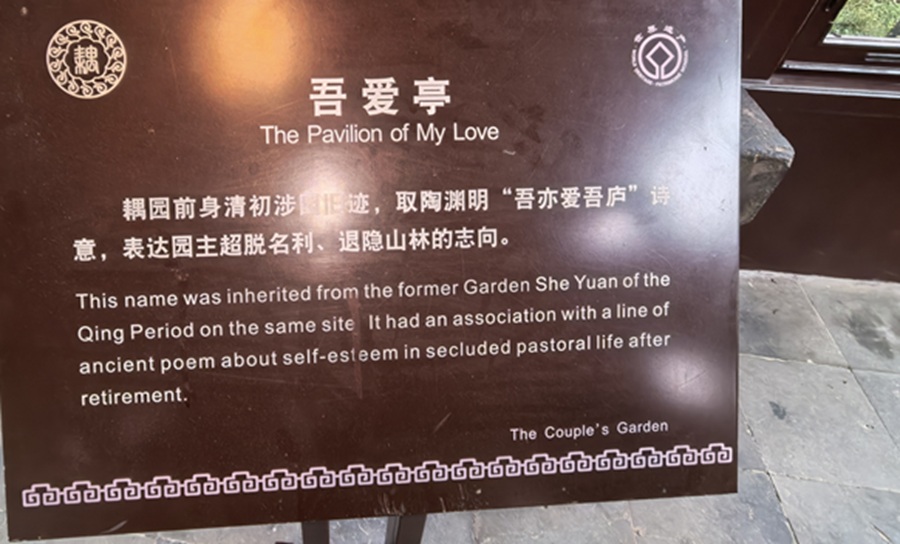 耦
吾爱亭
The Pavilion of My Love
耦园前身清初涉旧迹，取陶渊明“吾亦爱吾庐”诗
意，表达园主超脱名利、退隐山林的志向。
This name was inherited from the former Garden She Yuan of the
Qing Period on the same site It had an association with a line of
ancient poem about self-esteem in secluded pastoral life after
retirement.
The Couple's Garden